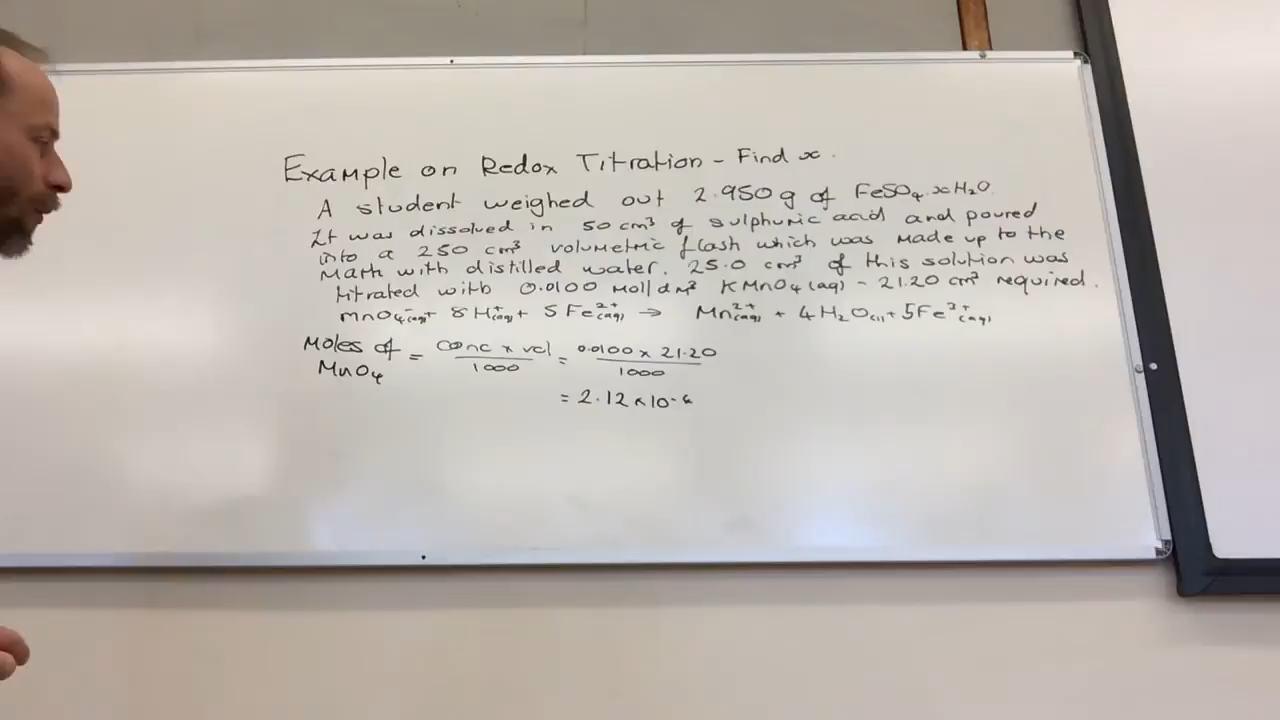 Example on Redox Titration - Find x.
A student weighed out 2.950g of FeSO4.xH2O.
It was dissolved in 50 cm³ of sulphuric acid and poured
into a 250 cm³ volumetric flask which was made up to the
mark with distilled water. 25.0 cm³ of this solution was
titrated with 0.0100 mol/dm³ KMnO4 (aq) - 21.20 cm³ required.
MnO4⁻(aq) + 8H⁺(aq) + 5Fe²⁺(aq) → Mn²⁺(aq) + 4H2O(l) + 5Fe³⁺(aq)
Moles of MnO4 = conc x vol / 1000 = 0.0100 x 21.20 / 1000
= 2.12 x 10⁻⁴